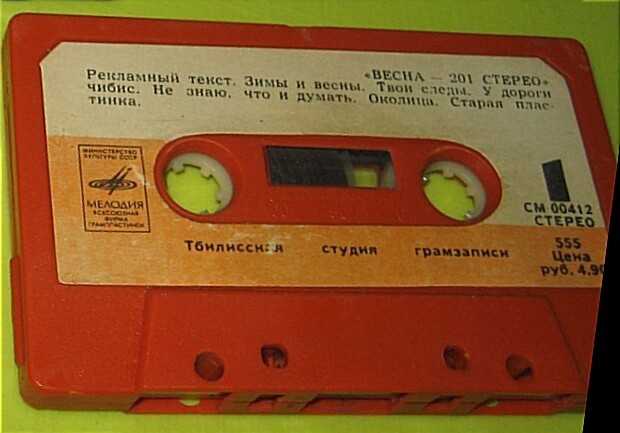 «ВЕСНА — 201 СТЕРЕО»
Рекламный текст. Зимы и весны. Твои следы. У дороги
чибис. Не знаю, что и думать. Околица. Старая плас-
тинка.
МИНИСТЕРСТВО
КУЛЬТУРЫ СССР
МЕЛОДИЯ
ВСЕСОЮЗНАЯ
ФИРМА
ГРАМПЛАСТИНОК
СМ 00412
СТЕРЕО
Тбилисская студия грамзаписи
555
Цена
руб. 4.90